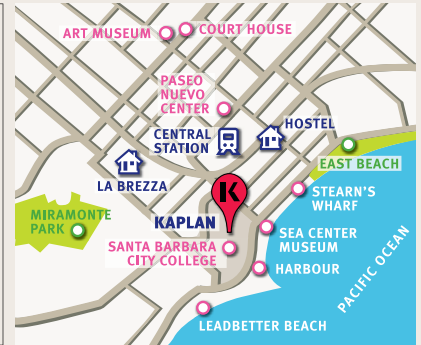 ART MUSEUM
COURT HOUSE
PASEO
NUEVO
CENTER
HOSTEL
CENTRAL
STATION
EAST BEACH
LA BREZZA
K
STEARN'S
WHARF
MIRAMONTE
PARK
KAPLAN
SEA CENTER
MUSEUM
SANTA BARBARA
CITY COLLEGE
HARBOUR
PACIFIC OCEAN
LEADBETTER BEACH